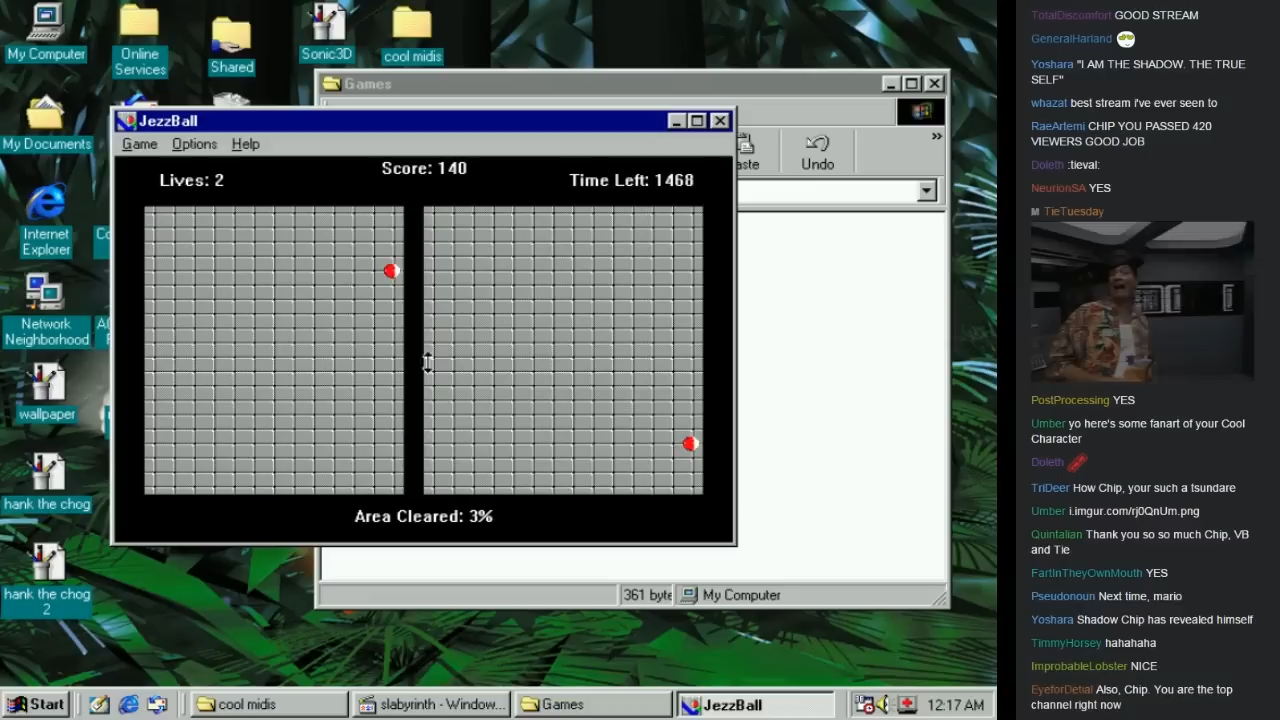 My Computer
Online
Services
Shared
Sonic3D
cool midis
My Documents
Internet
Explorer
Network
Neighborhood
wallpaper
hank the chog
hank the chog
2
Games
Undo
JezzBall
Game Options Help
Score: 140
Lives: 2
Time Left: 1468
Area Cleared: 3%
My Computer
Start
cool midis
slabyrinth - Window...
Games
JezzBall
12:17 AM
TotalDiscomfort GOOD STREAM
GeneralHarland
Yoshara "I AM THE SHADOW. THE TRUE
SELF"
whazat best stream i've ever seen to
RaeArtemi CHIP YOU PASSED 420
VIEWERS GOOD JOB
Doleth :tieval:
NeurionSA YES
M TieTuesday
PostProcessing YES
Umber yo here's some fanart of your Cool
Character
Doleth
TriDeer How Chip, your such a tsundare
Umber i.imgur.com/rj0QnUm.png
Quintalian Thank you so so much Chip, VB
and Tie
FartInTheyOwnMouth YES
Pseudonoun Next time, mario
Yoshara Shadow Chip has revealed himself
TimmyHorsey hahahaha
ImprobableLobster NICE
EyeforDetial Also, Chip. You are the top
channel right now